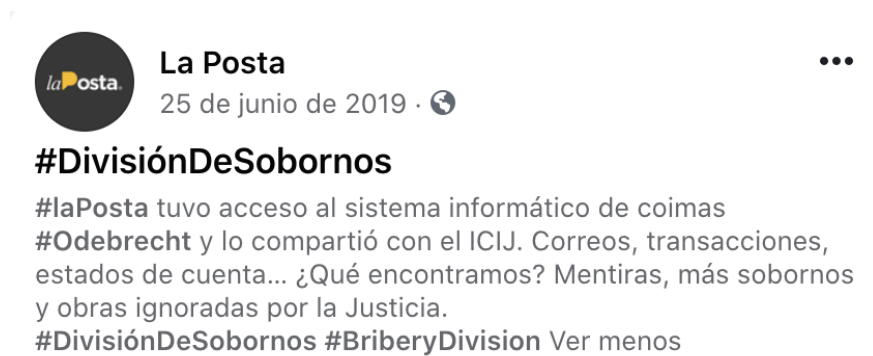 laPosta.
La Posta
•••
25 de junio de 2019 ·
#DivisiónDeSobornos
#laPosta tuvo acceso al sistema informático de coimas
#Odebrecht y lo compartió con el ICIJ. Correos, transacciones,
estados de cuenta... ¿Qué encontramos? Mentiras, más sobornos
y obras ignoradas por la Justicia.
#DivisiónDeSobornos #BriberyDivision Ver menos